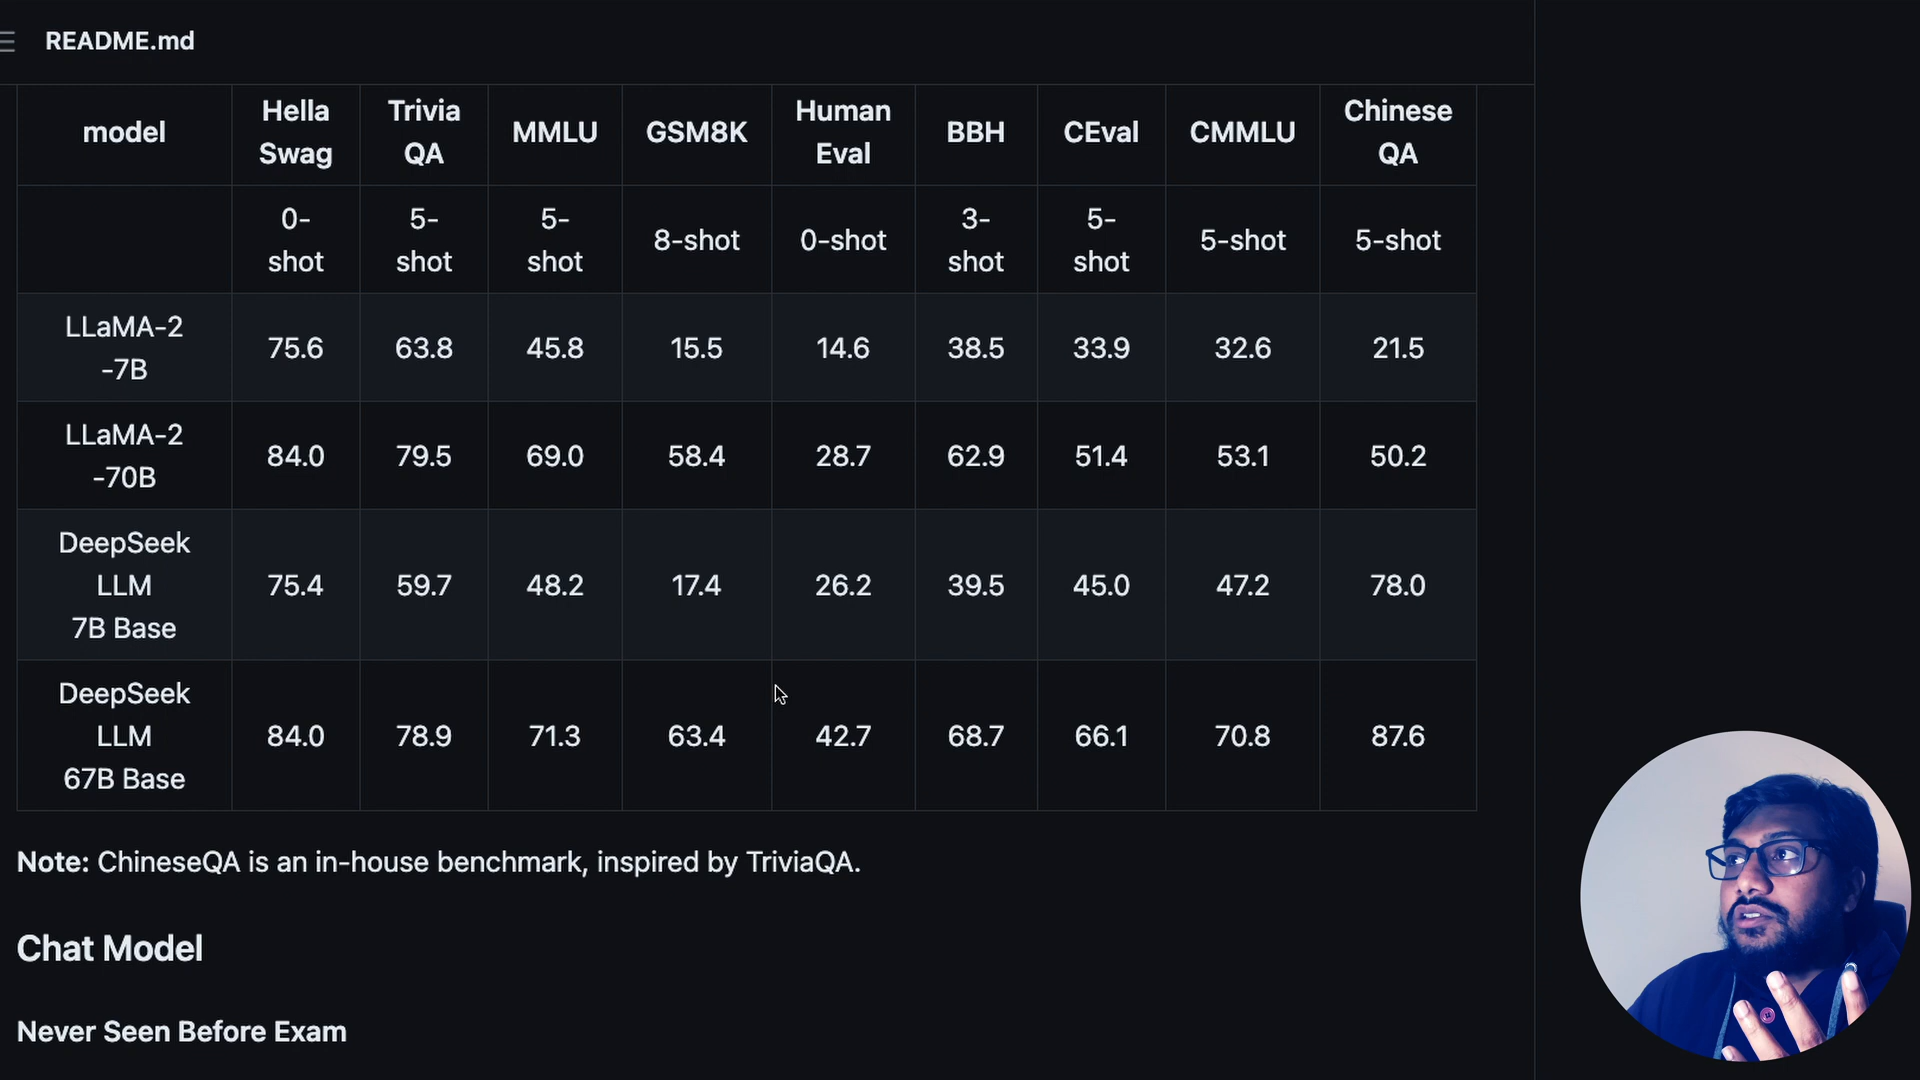 README.md
model Hella Swag Trivia QA MMLU GSM8K Human Eval BBH CEval CMMLU Chinese QA
0-shot 5-shot 5-shot 8-shot 0-shot 3-shot 5-shot 5-shot 5-shot
LLaMA-2 -7B 75.6 63.8 45.8 15.5 14.6 38.5 33.9 32.6 21.5
LLaMA-2 -70B 84.0 79.5 69.0 58.4 28.7 62.9 51.4 53.1 50.2
DeepSeek LLM 7B Base 75.4 59.7 48.2 17.4 26.2 39.5 45.0 47.2 78.0
DeepSeek LLM 67B Base 84.0 78.9 71.3 63.4 42.7 68.7 66.1 70.8 87.6
Note: ChineseQA is an in-house benchmark, inspired by TriviaQA.
Chat Model
Never Seen Before Exam